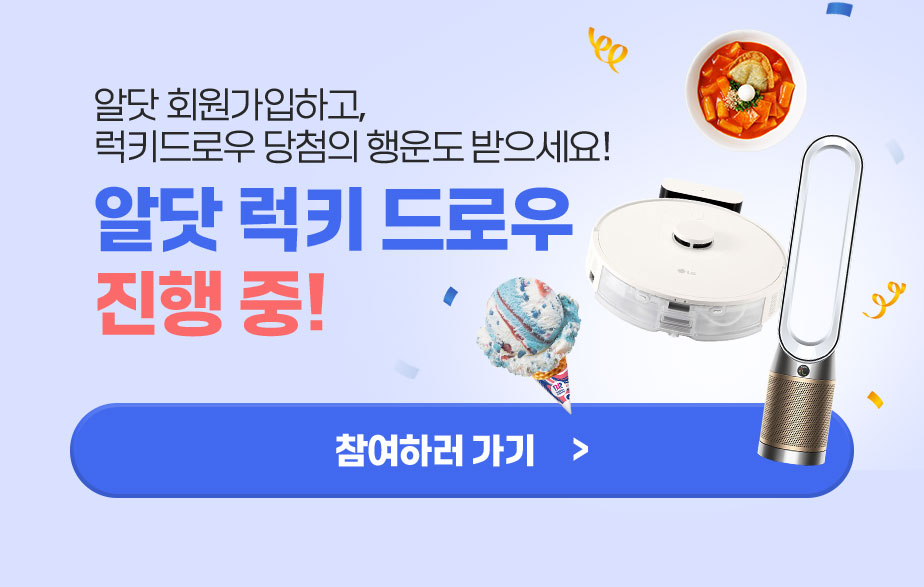 알닷 회원가입하고,
럭키드로우 당첨의 행운도 받으세요!
알닷 럭키 드로우
진행 중!
LG
참여하러 가기 >